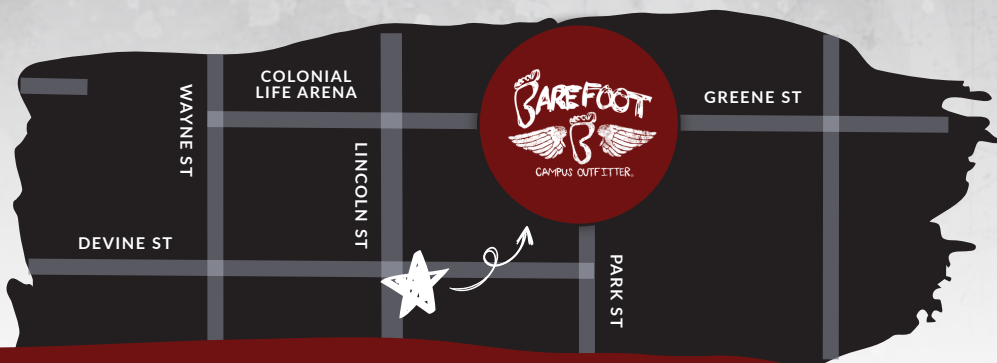 COLONIAL
LIFE ARENA
WAYNE ST
LINCOLN ST
DEVINE ST
BAREFOOT
B
CAMPUS OUTFITTER®
GREENE ST
PARK ST